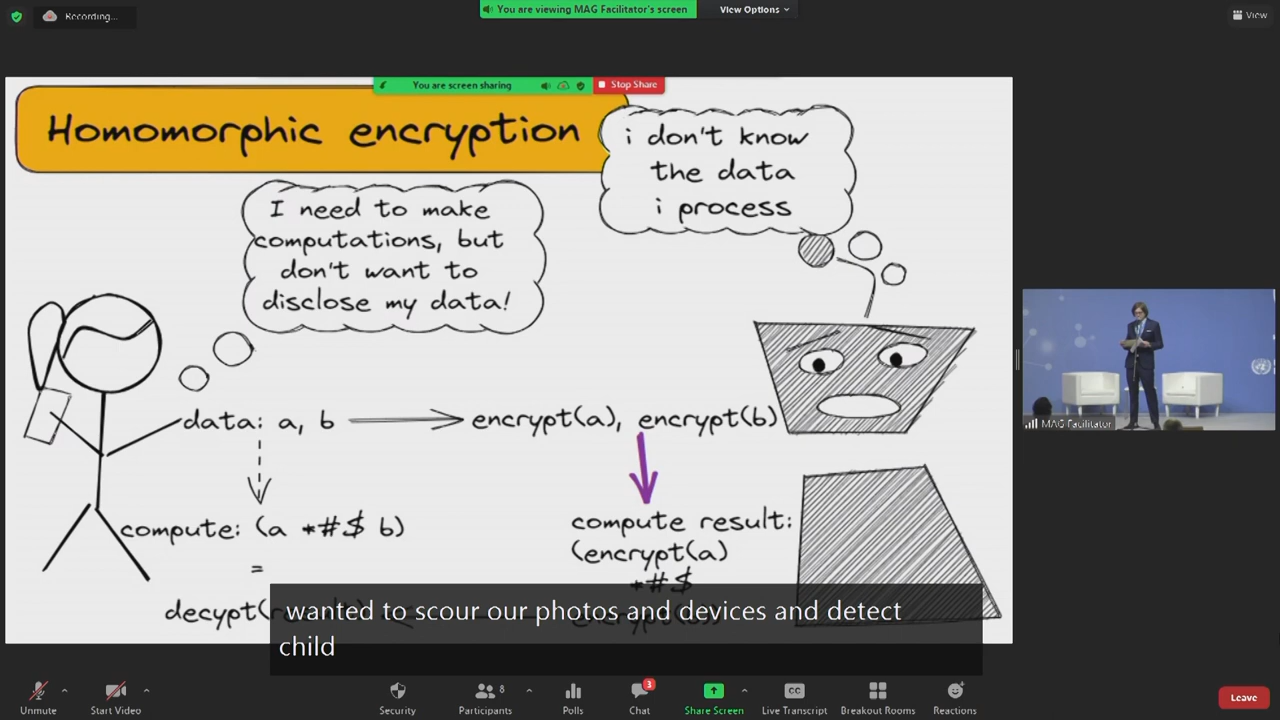 Recording...
You are viewing MAG Facilitator's screen
View Options
View
You are screen sharing
Stop Share
Homomorphic encryption
i don't know
the data
i process
I need to make
computations, but
don't want to
disclose my data!
data: a, b
encrypt(a), encrypt(b)
compute: (a *#$ b)
=
compute result:
(encrypt(a)
*#$
wanted to scour our photos and devices and detect
child
MAG Facilitator
Unmute
Start Video
Security
Participants
8
Polls
Chat
3
Share Screen
CC
Live Transcript
Breakout Rooms
Reactions
Leave